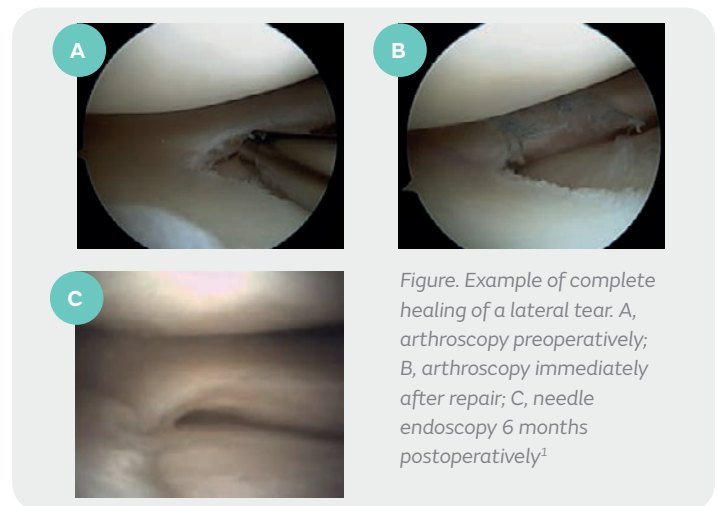 A
B
C
Figure. Example of complete
healing of a lateral tear. A,
arthroscopy preoperatively;
B, arthroscopy immediately
after repair; C, needle
endoscopy 6 months
postoperatively¹